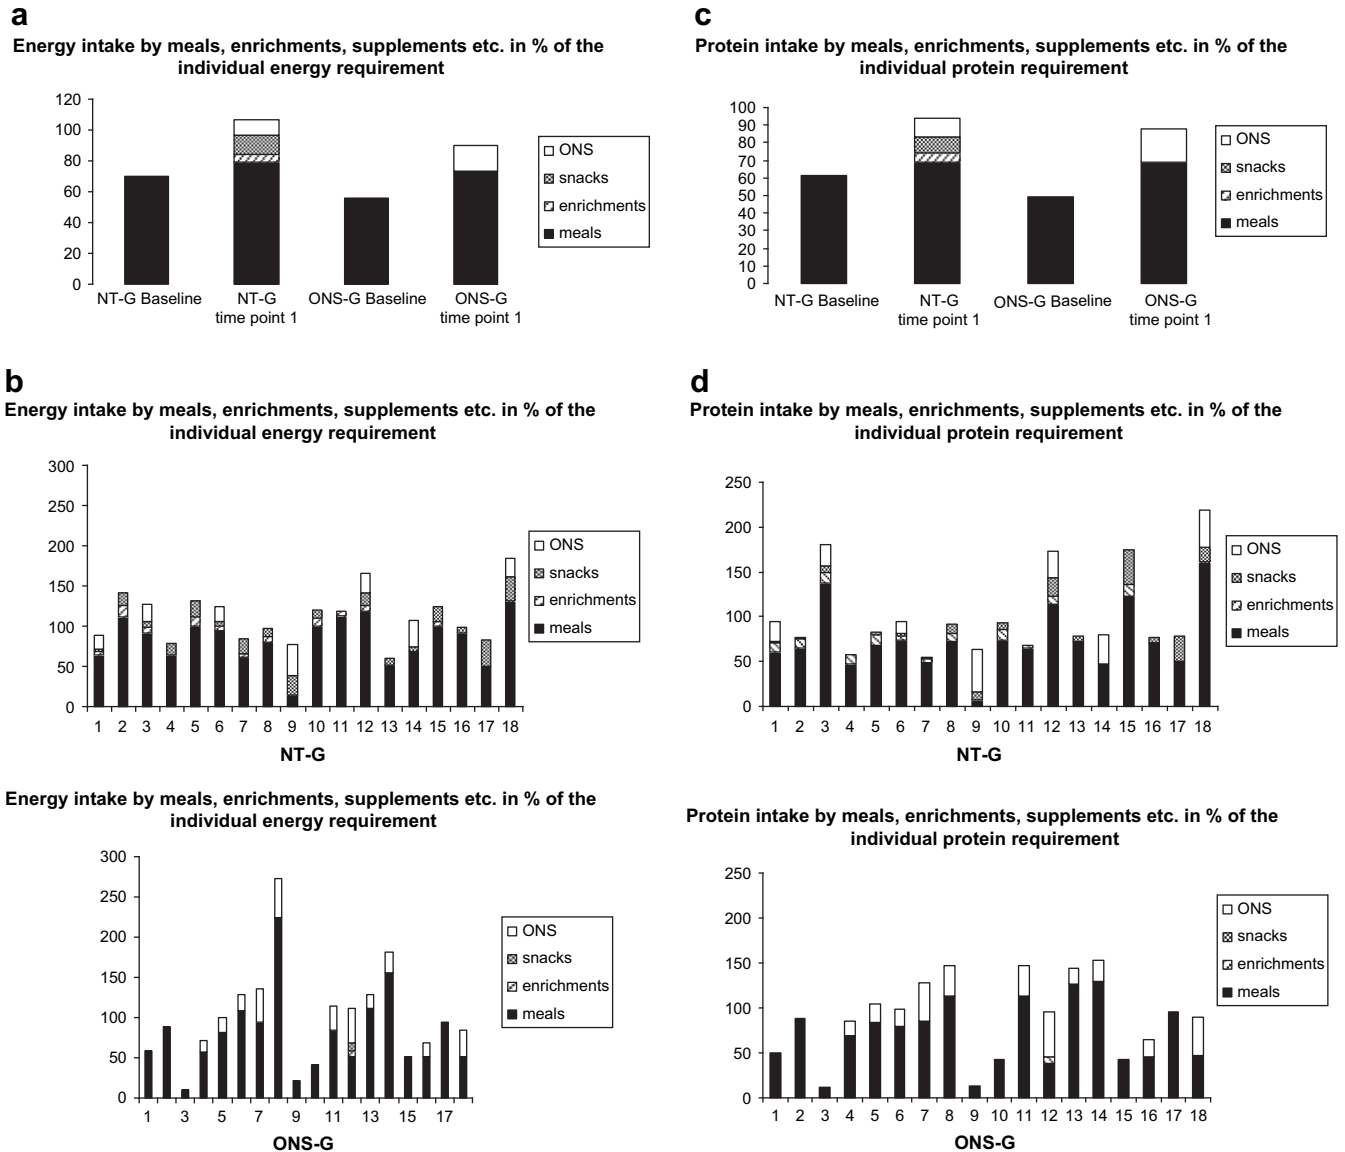 a
Energy intake by meals, enrichments, supplements etc. in % of the
individual energy requirement
120
100
80
60
40
20
0
NT-G Baseline
NT-G
time point 1
ONS-G Baseline
ONS-G
time point 1
ONS
snacks
enrichments
meals
c
Protein intake by meals, enrichments, supplements etc. in % of the
individual protein requirement
100
90
80
70
60
50
40
30
20
10
0
NT-G Baseline
NT-G
time point 1
ONS-G Baseline
ONS-G
time point 1
ONS
snacks
enrichments
meals
b
Energy intake by meals, enrichments, supplements etc. in % of the
individual energy requirement
300
250
200
150
100
50
0
1 2 3 4 5 6 7 8 9 10 11 12 13 14 15 16 17 18
NT-G
ONS
snacks
enrichments
meals
d
Protein intake by meals, enrichments, supplements etc. in % of the
individual protein requirement
250
200
150
100
50
0
1 2 3 4 5 6 7 8 9 10 11 12 13 14 15 16 17 18
NT-G
ONS
snacks
enrichments
meals
Energy intake by meals, enrichments, supplements etc. in % of the
individual energy requirement
300
250
200
150
100
50
0
1 3 5 7 9 11 13 15 17
ONS-G
ONS
snacks
enrichments
meals
Protein intake by meals, enrichments, supplements etc. in % of the
individual protein requirement
250
200
150
100
50
0
1 2 3 4 5 6 7 8 9 10 11 12 13 14 15 16 17 18
ONS-G
ONS
snacks
enrichments
meals